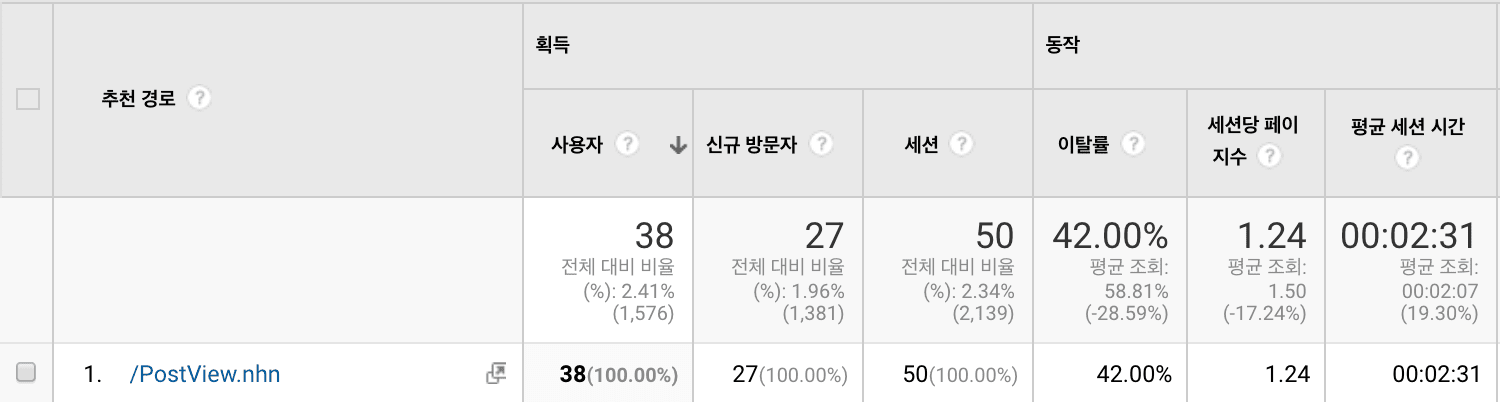 획득
동작
추천 경로 ?
사용자 ?
신규 방문자 ?
세션 ?
이탈률 ?
세션당 페이
지수 ?
평균 세션 시간
?
38
전체 대비 비율
(%): 2.41%
(1,576)
27
전체 대비 비율
(%): 1.96%
(1,381)
50
전체 대비 비율
(%): 2.34%
(2,139)
42.00%
평균 조회:
58.81%
(-28.59%)
1.24
평균 조회:
1.50
(-17.24%)
00:02:31
평균 조회:
00:02:07
(19.30%)
1. /PostView.nhn 38(100.00%) 27(100.00%) 50(100.00%) 42.00% 1.24 00:02:31